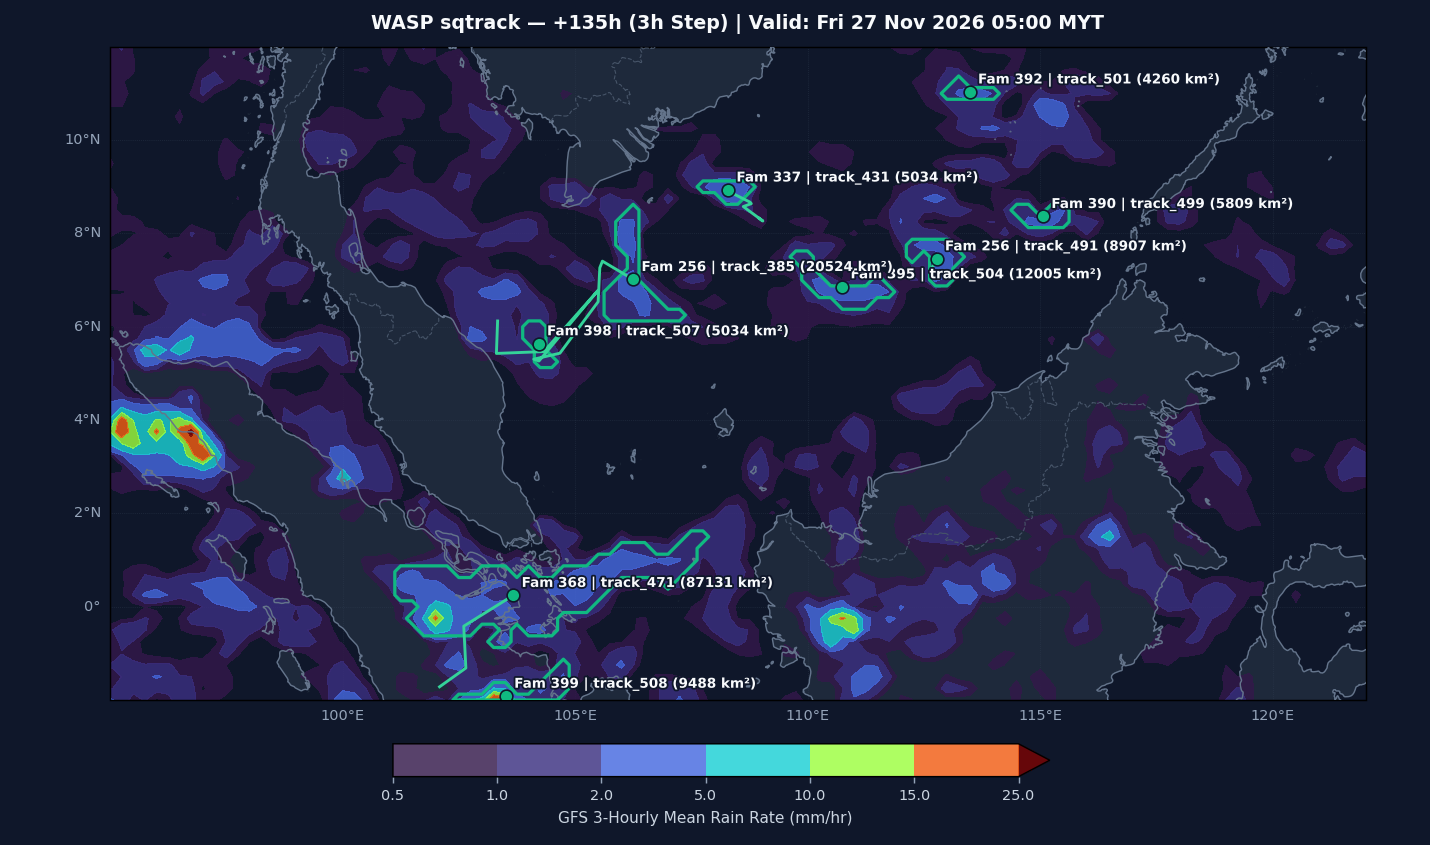 WASP sqtrack — +135h (3h Step) | Valid: Fri 27 Nov 2026 05:00 MYT
Fam 392 | track_501 (4260 km²)
10°N
Fam 337 | track_431 (5034 km²)
Fam 390 | track_499 (5809 km²)
8°N
Fam 256 | track_491 (8907 km²)
Fam 256 | track_385 (20524 km²)
Fam 395 | track_504 (12005 km²)
6°N
Fam 398 | track_507 (5034 km²)
4°N
2°N
Fam 368 | track_471 (87131 km²)
0°
Fam 399 | track_508 (9488 km²)
100°E 105°E 110°E 115°E 120°E
0.5 1.0 2.0 5.0 10.0 15.0 25.0
GFS 3-Hourly Mean Rain Rate (mm/hr)